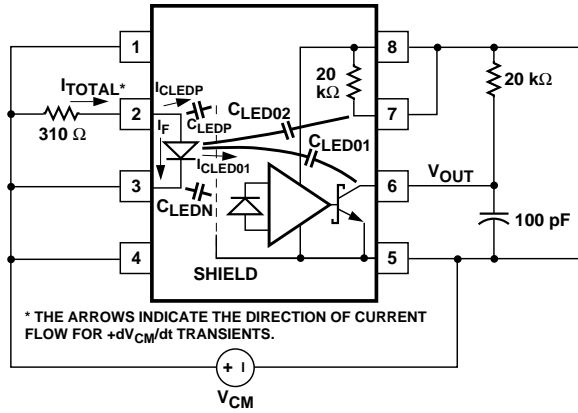 1
8
I_TOTAL*
310 Ω
2
I_CLEDP
C_LEDP
I_F
20
kΩ
20 kΩ
C_LED02
7
C_LED01
I_CLED01
3
C_LEDN
6
V_OUT
100 pF
4
SHIELD
5
* THE ARROWS INDICATE THE DIRECTION OF CURRENT
FLOW FOR +dV_CM/dt TRANSIENTS.
+ –
V_CM